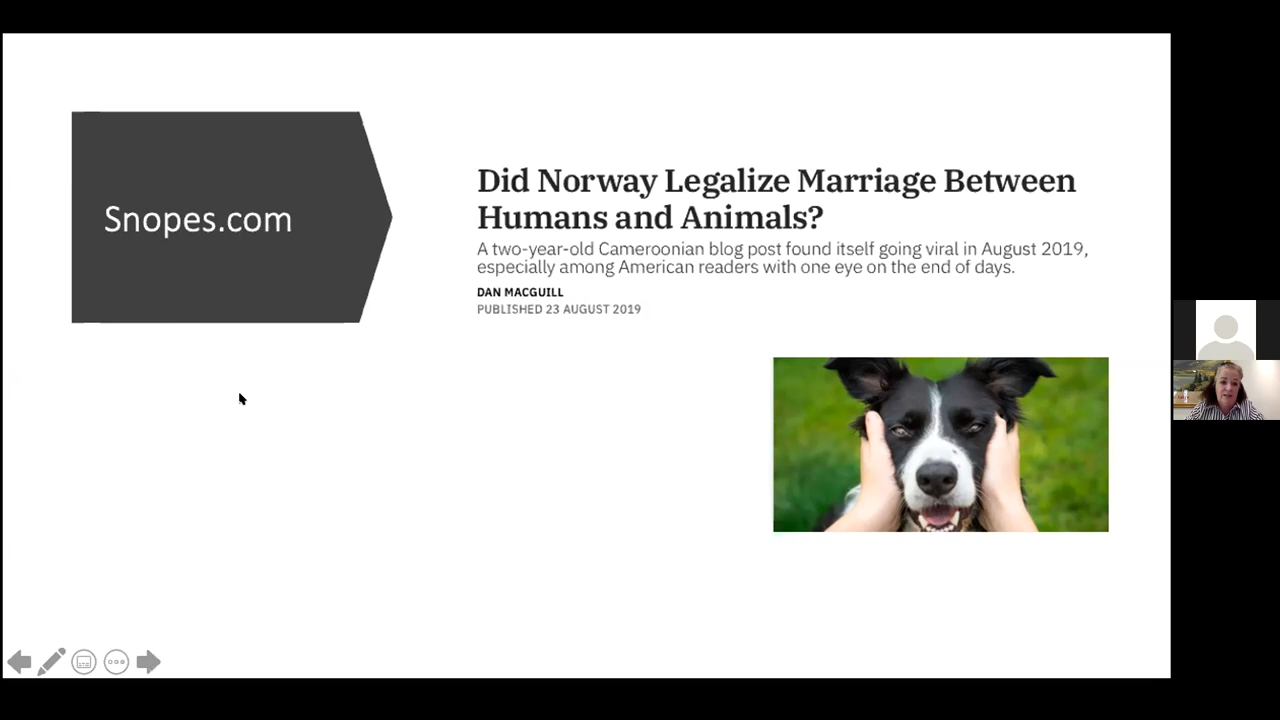 Snopes.com
Did Norway Legalize Marriage Between
Humans and Animals?
A two-year-old Cameroonian blog post found itself going viral in August 2019,
especially among American readers with one eye on the end of days.
DAN MACGUILL
PUBLISHED 23 AUGUST 2019